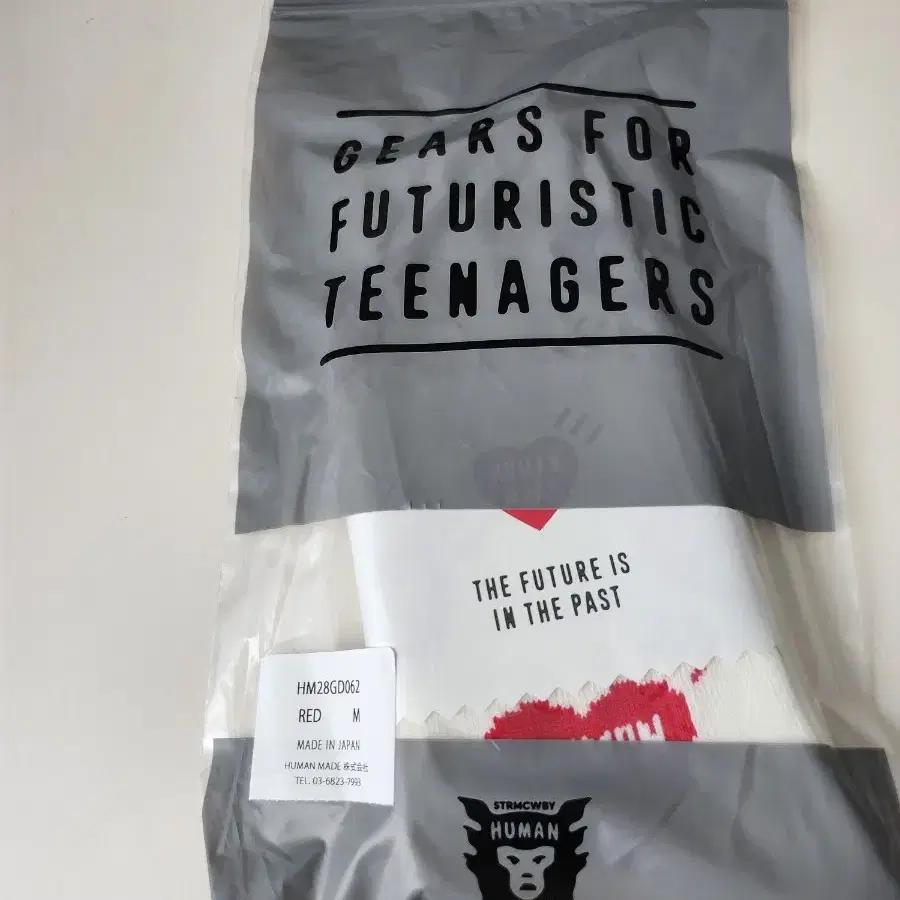 GEARS FOR
FUTURISTIC
TEENAGERS
THE FUTURE IS
IN THE PAST
HM28GD062
RED M
MADE IN JAPAN
HUMAN MADE 株式会社
TEL. 03-6823-7993
STRMCWBY
HUMAN